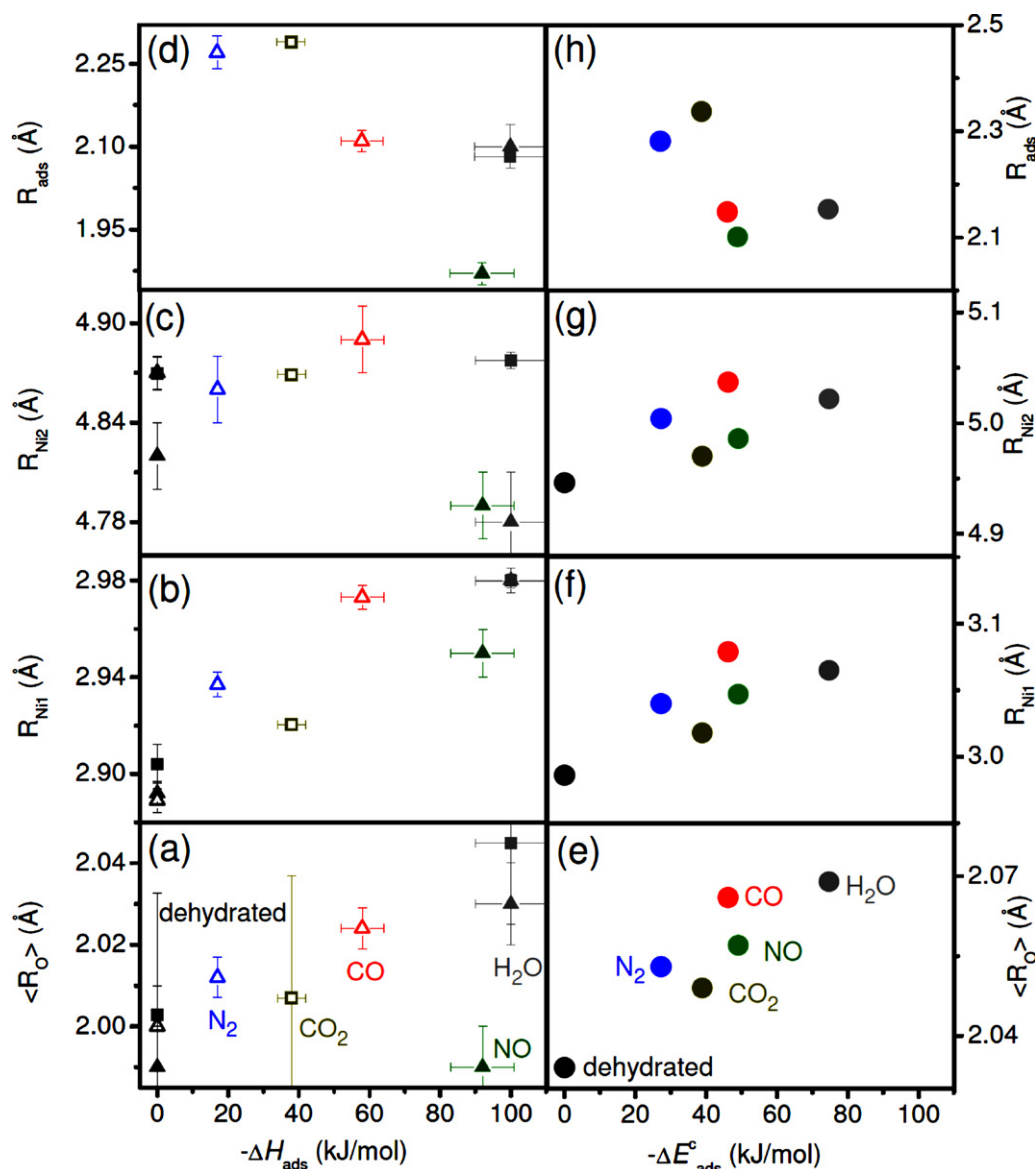 (d)
2.25
2.10
1.95
R_ads (Å)
(h)
2.5
2.3
2.1
R_ads (Å)
(c)
4.90
4.84
4.78
R_Ni2 (Å)
(g)
5.1
5.0
4.9
R_Ni2 (Å)
(b)
2.98
2.94
2.90
R_Ni1 (Å)
(f)
3.1
3.0
R_Ni1 (Å)
(a)
2.04
2.02
2.00
<R_O> (Å)
dehydrated
N₂
CO₂
CO
H₂O
NO
0 20 40 60 80 100
-ΔH_ads (kJ/mol)
(e)
2.07
2.04
<R_O> (Å)
CO
H₂O
NO
N₂
CO₂
dehydrated
0 20 40 60 80 100
-ΔE^c_ads (kJ/mol)